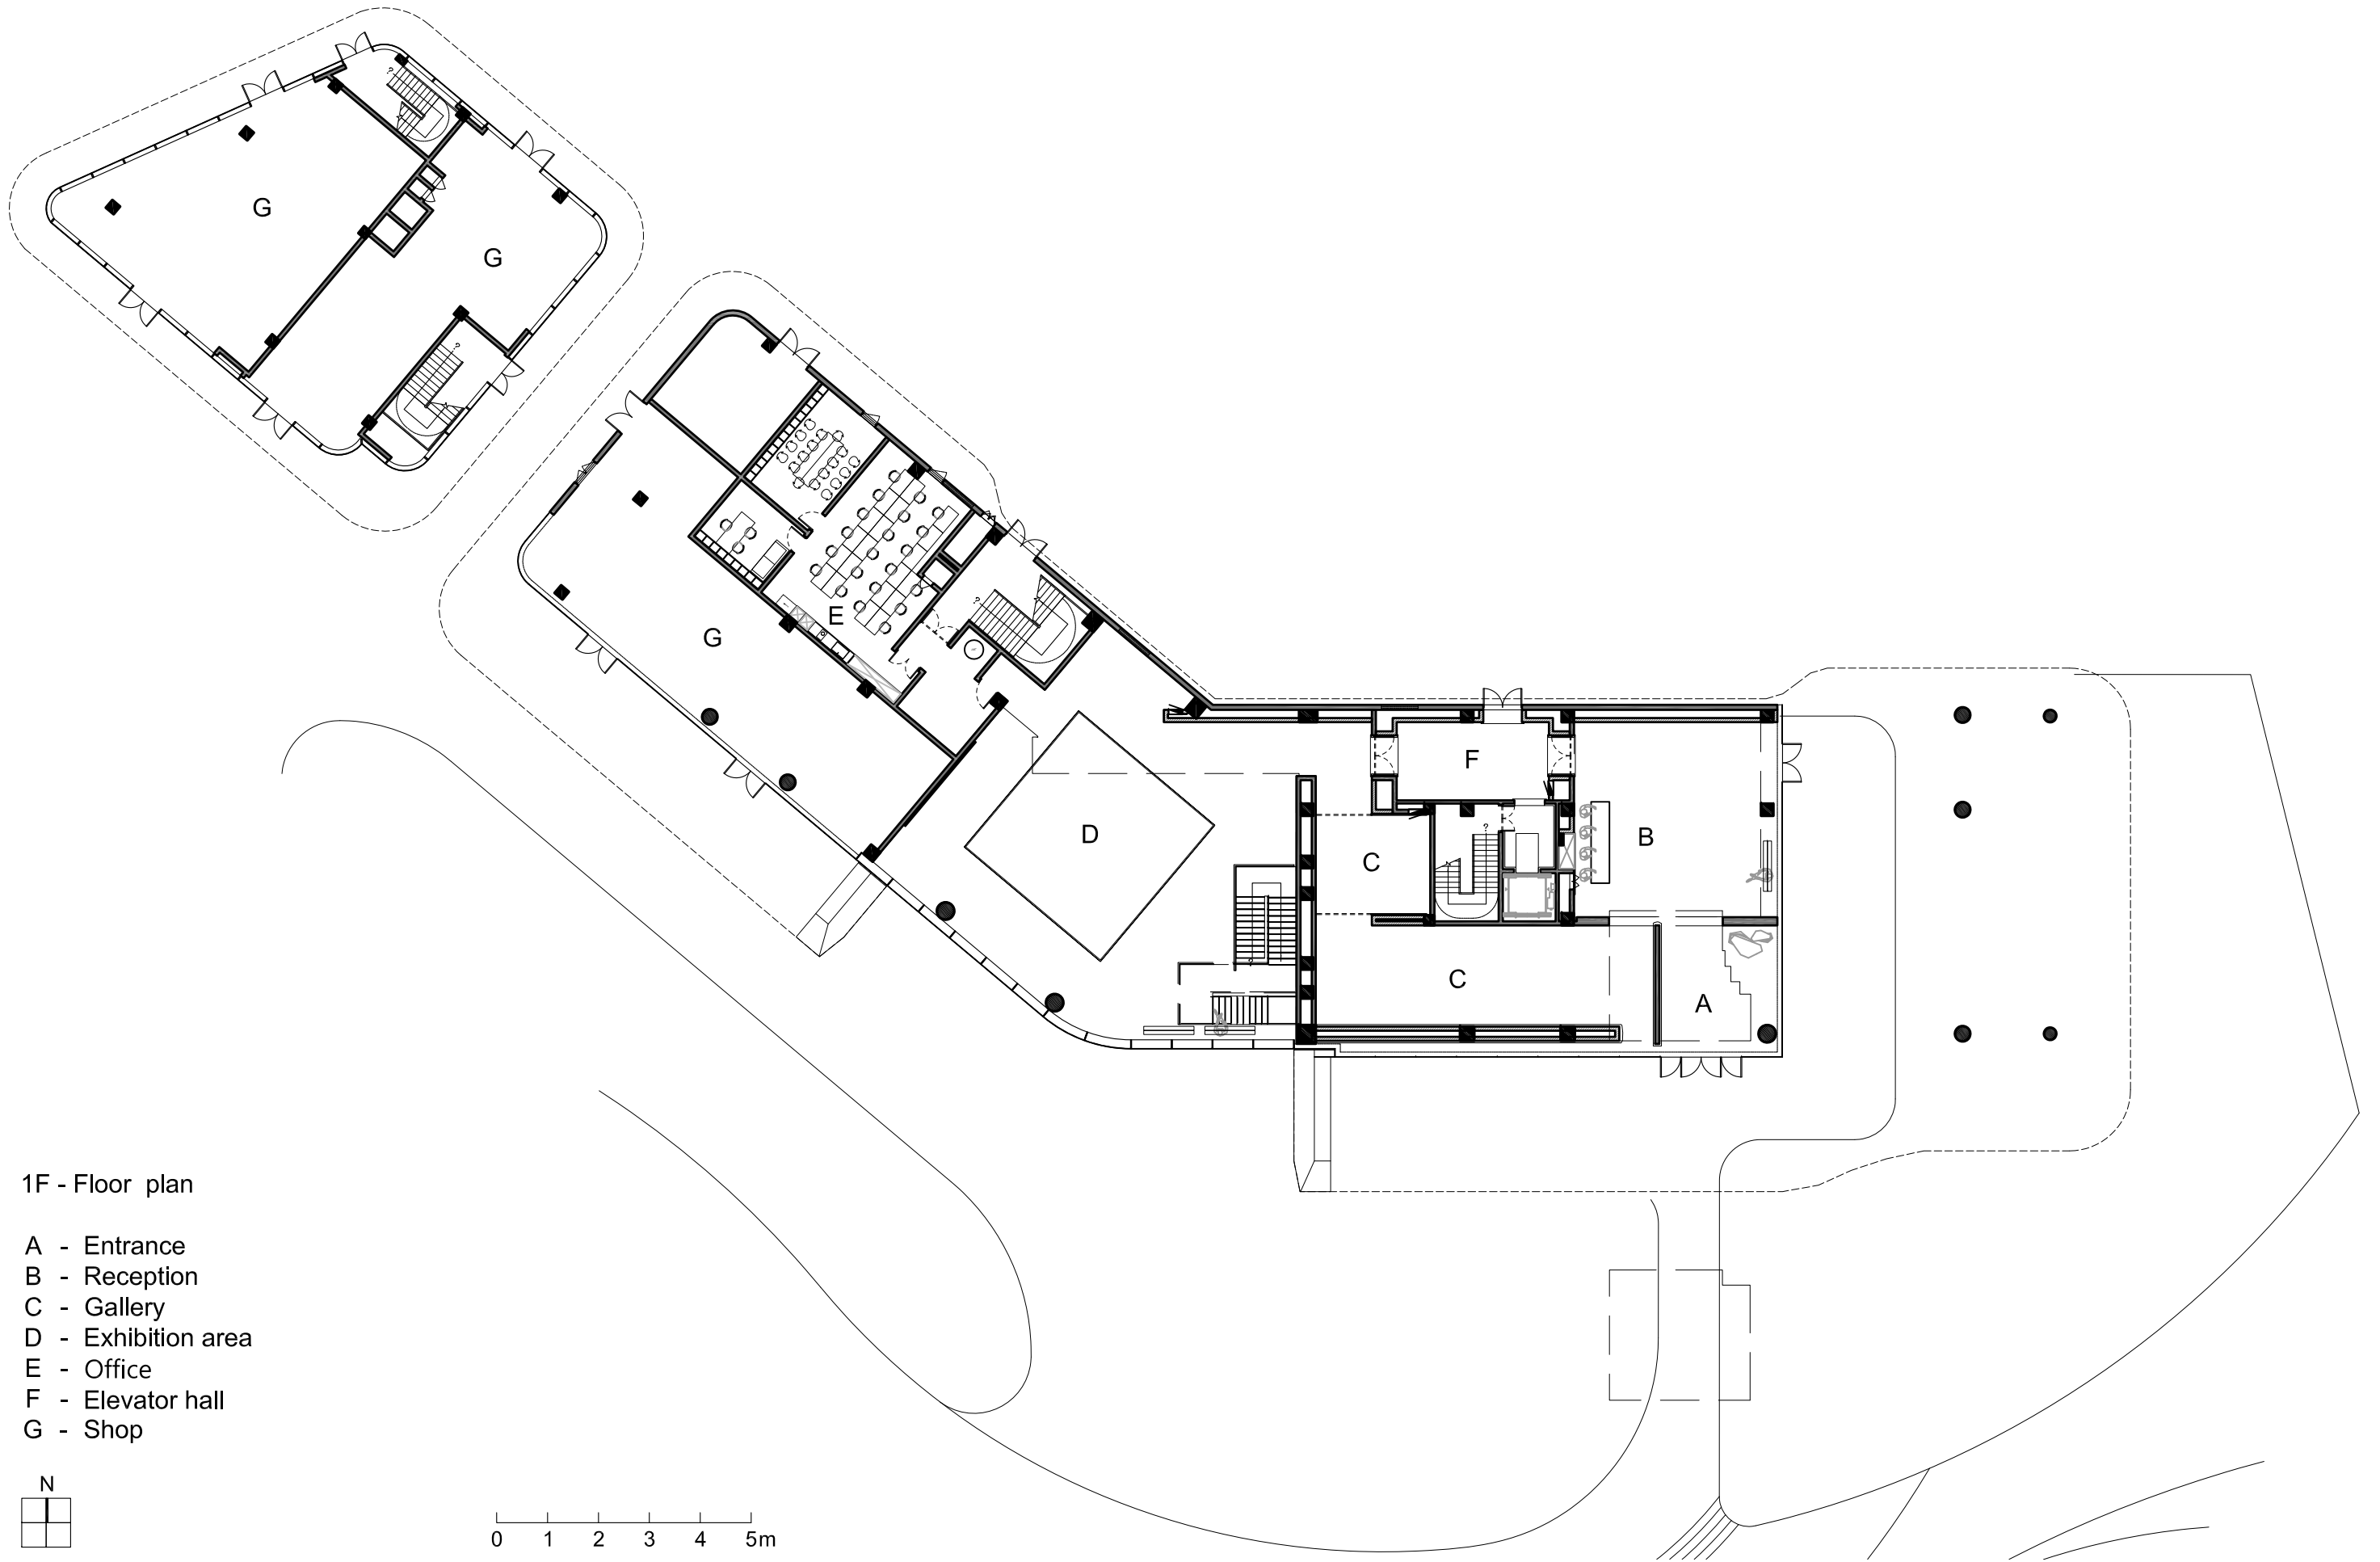 G
G
G
E
F
D
B
C
C
A
1F - Floor plan
A - Entrance
B - Reception
C - Gallery
D - Exhibition area
E - Office
F - Elevator hall
G - Shop
N
0 1 2 3 4 5m